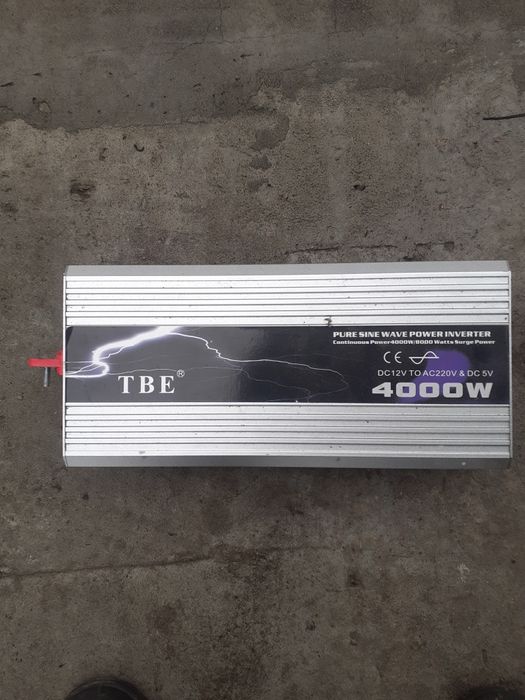 TBE®
PURE SINE WAVE POWER INVERTER
Continuous Power4000W/8000 Watts Surge Power
CE
DC12V TO AC220V & DC 5V
4000W